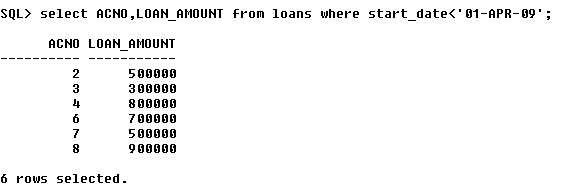 SQL> select ACNO,LOAN_AMOUNT from loans where start_date<'01-APR-09';
ACNO LOAN_AMOUNT
---------- -----------
2 500000
3 300000
4 800000
6 700000
7 500000
8 900000
6 rows selected.